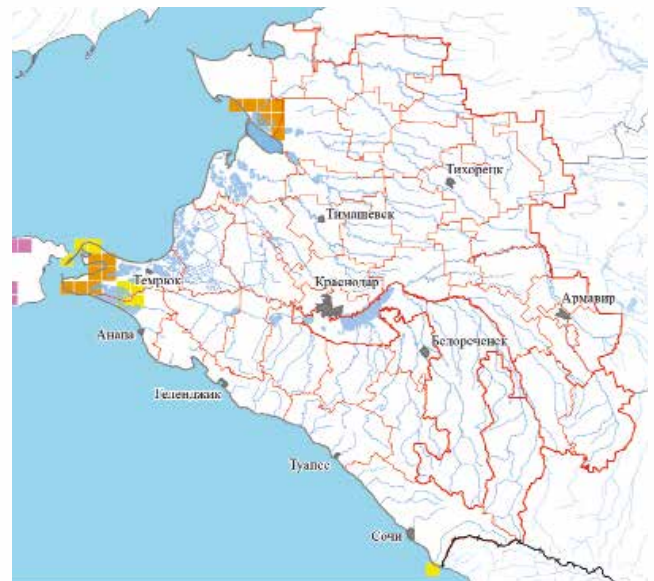 Тихорецк
Тимашевск
Темрюк
Краснодар
Армавир
Анапа
Белореченск
Геленджик
Туапсе
Сочи